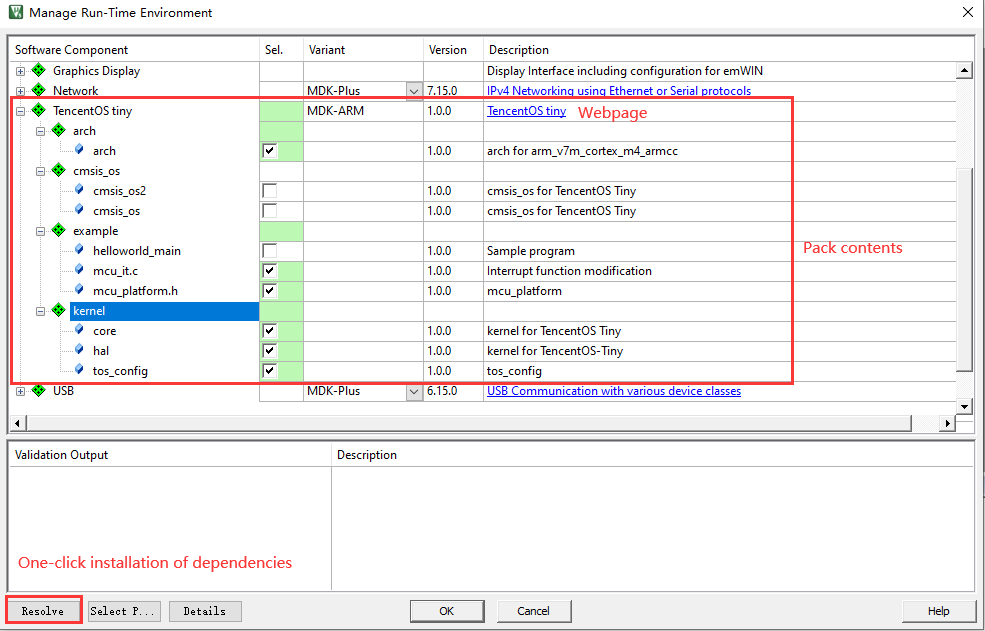 Manage Run-Time Environment
Software Component Sel. Variant Version Description
Graphics Display Display Interface including configuration for emWIN
Network MDK-Plus 7.15.0 IPv4 Networking using Ethernet or Serial protocols
TencentOS tiny MDK-ARM 1.0.0 TencentOS tiny Webpage
arch
arch 1.0.0 arch for arm_v7m_cortex_m4_armcc
cmsis_os
cmsis_os2 1.0.0 cmsis_os for TencentOS Tiny
cmsis_os 1.0.0 cmsis_os for TencentOS Tiny
example
helloworld_main 1.0.0 Sample program
Pack contents
mcu_it.c 1.0.0 Interrupt function modification
mcu_platform.h 1.0.0 mcu_platform
kernel
core 1.0.0 kernel for TencentOS Tiny
hal 1.0.0 kernel for TencentOS-Tiny
tos_config 1.0.0 tos_config
USB MDK-Plus 6.15.0 USB Communication with various device classes
Validation Output Description
One-click installation of dependencies
Resolve Select P... Details OK Cancel Help